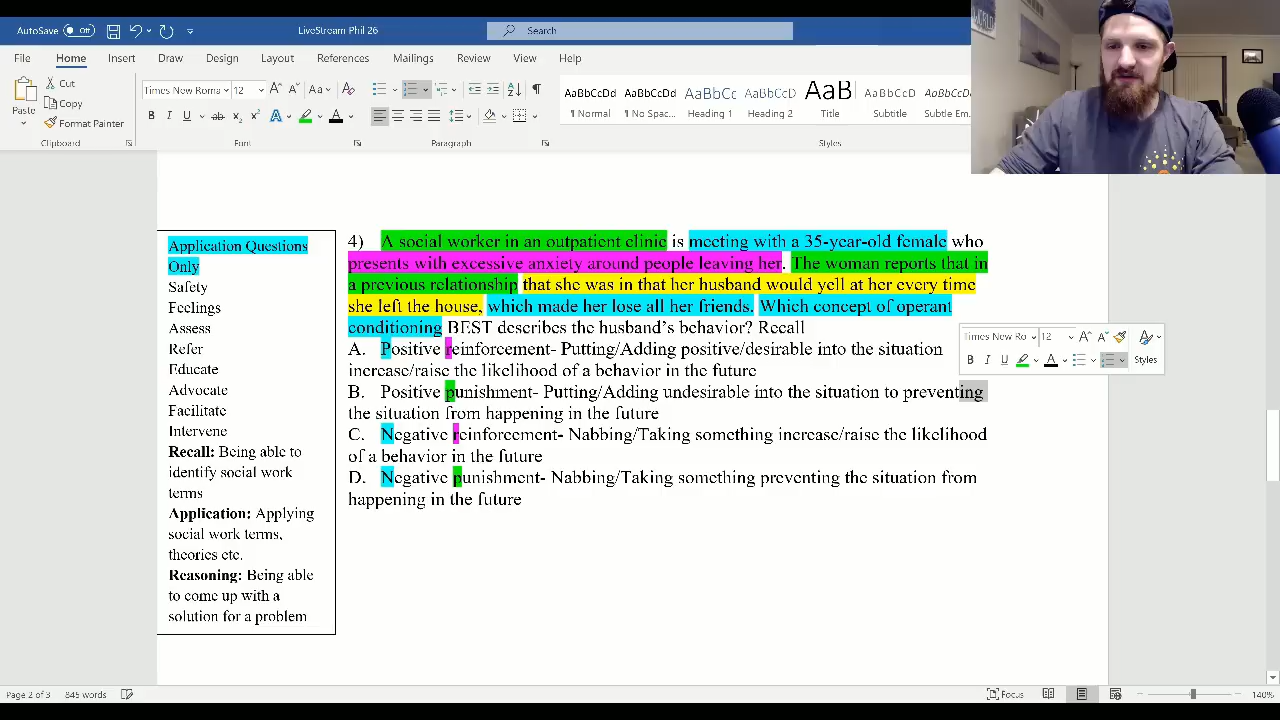 AutoSave Off LiveStream Phil 26 Search
File Home Insert Draw Design Layout References Mailings Review View Help
Paste Cut Times New Roma 12 Aa AaBbCcDd AaBbCcDd AaBbCc AaBbCcDd AaB AaBbCcDd AaBbCcDd
Copy
Format Painter B I U ab x₂ x² A A ¶ Normal ¶ No Spac... Heading 1 Heading 2 Title Subtitle Subtle Em...
Clipboard Font Paragraph Styles
Application Questions
Only
Safety
Feelings
Assess
Refer
Educate
Advocate
Facilitate
Intervene
Recall: Being able to
identify social work
terms
Application: Applying
social work terms,
theories etc.
Reasoning: Being able
to come up with a
solution for a problem
4) A social worker in an outpatient clinic is meeting with a 35-year-old female who
presents with excessive anxiety around people leaving her. The woman reports that in
a previous relationship that she was in that her husband would yell at her every time
she left the house, which made her lose all her friends. Which concept of operant
conditioning BEST describes the husband's behavior? Recall
A. Positive reinforcement- Putting/Adding positive/desirable into the situation
increase/raise the likelihood of a behavior in the future
B. Positive punishment- Putting/Adding undesirable into the situation to preventing
the situation from happening in the future
C. Negative reinforcement- Nabbing/Taking something increase/raise the likelihood
of a behavior in the future
D. Negative punishment- Nabbing/Taking something preventing the situation from
happening in the future
Times New Ro 12
B I U A Styles
Page 2 of 3 845 words Focus 140%